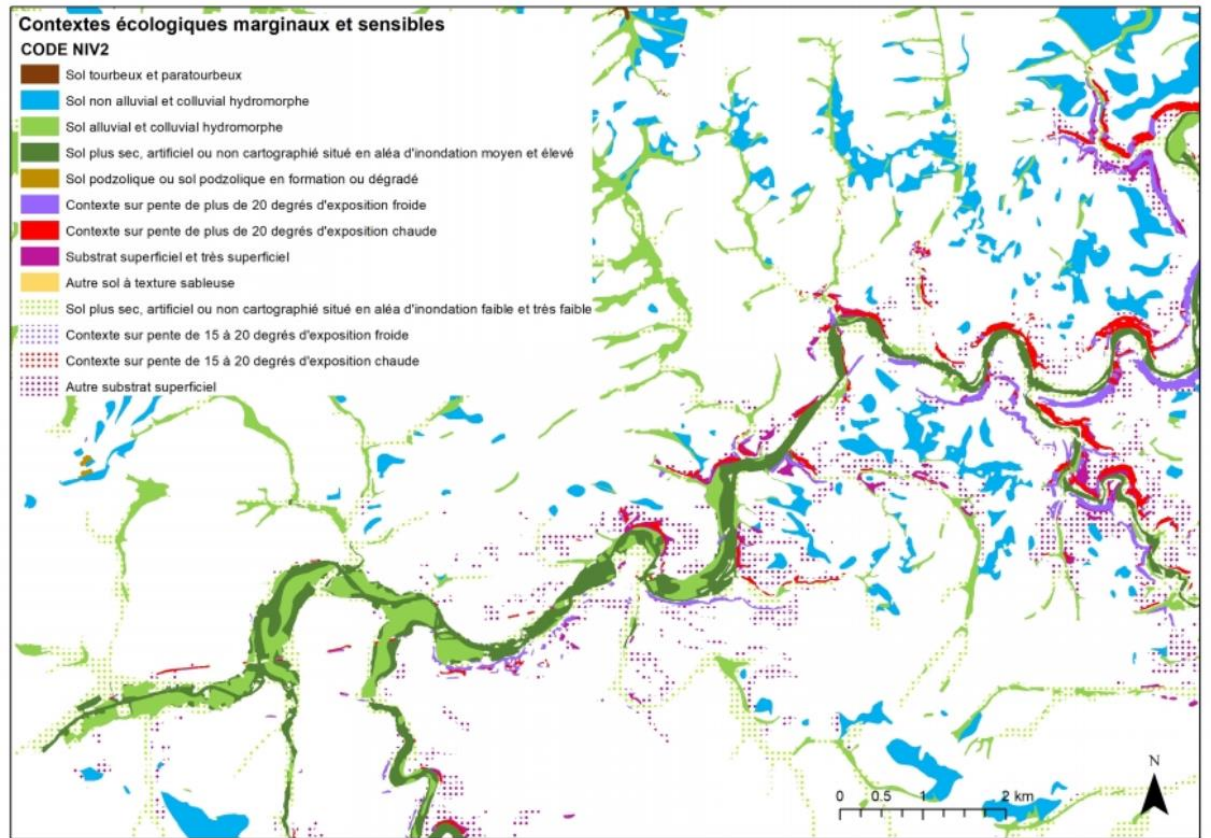 Contextes écologiques marginaux et sensibles
CODE NIV2
Sol tourbeux et paratourbeux
Sol non alluvial et colluvial hydromorphe
Sol alluvial et colluvial hydromorphe
Sol plus sec, artificiel ou non cartographié situé en aléa d'inondation moyen et élevé
Sol podzolique ou sol podzolique en formation ou dégradé
Contexte sur pente de plus de 20 degrés d'exposition froide
Contexte sur pente de plus de 20 degrés d'exposition chaude
Substrat superficiel et très superficiel
Autre sol à texture sableuse
Sol plus sec, artificiel ou non cartographié situé en aléa d'inondation faible et très faible
Contexte sur pente de 15 à 20 degrés d'exposition froide
Contexte sur pente de 15 à 20 degrés d'exposition chaude
Autre substrat superficiel
N
0 0.5 1 2 km